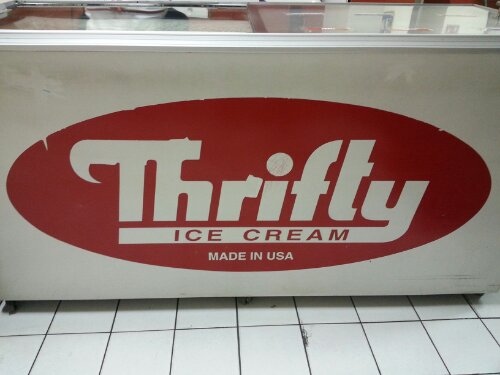 Thrifty
ICE CREAM
MADE IN USA